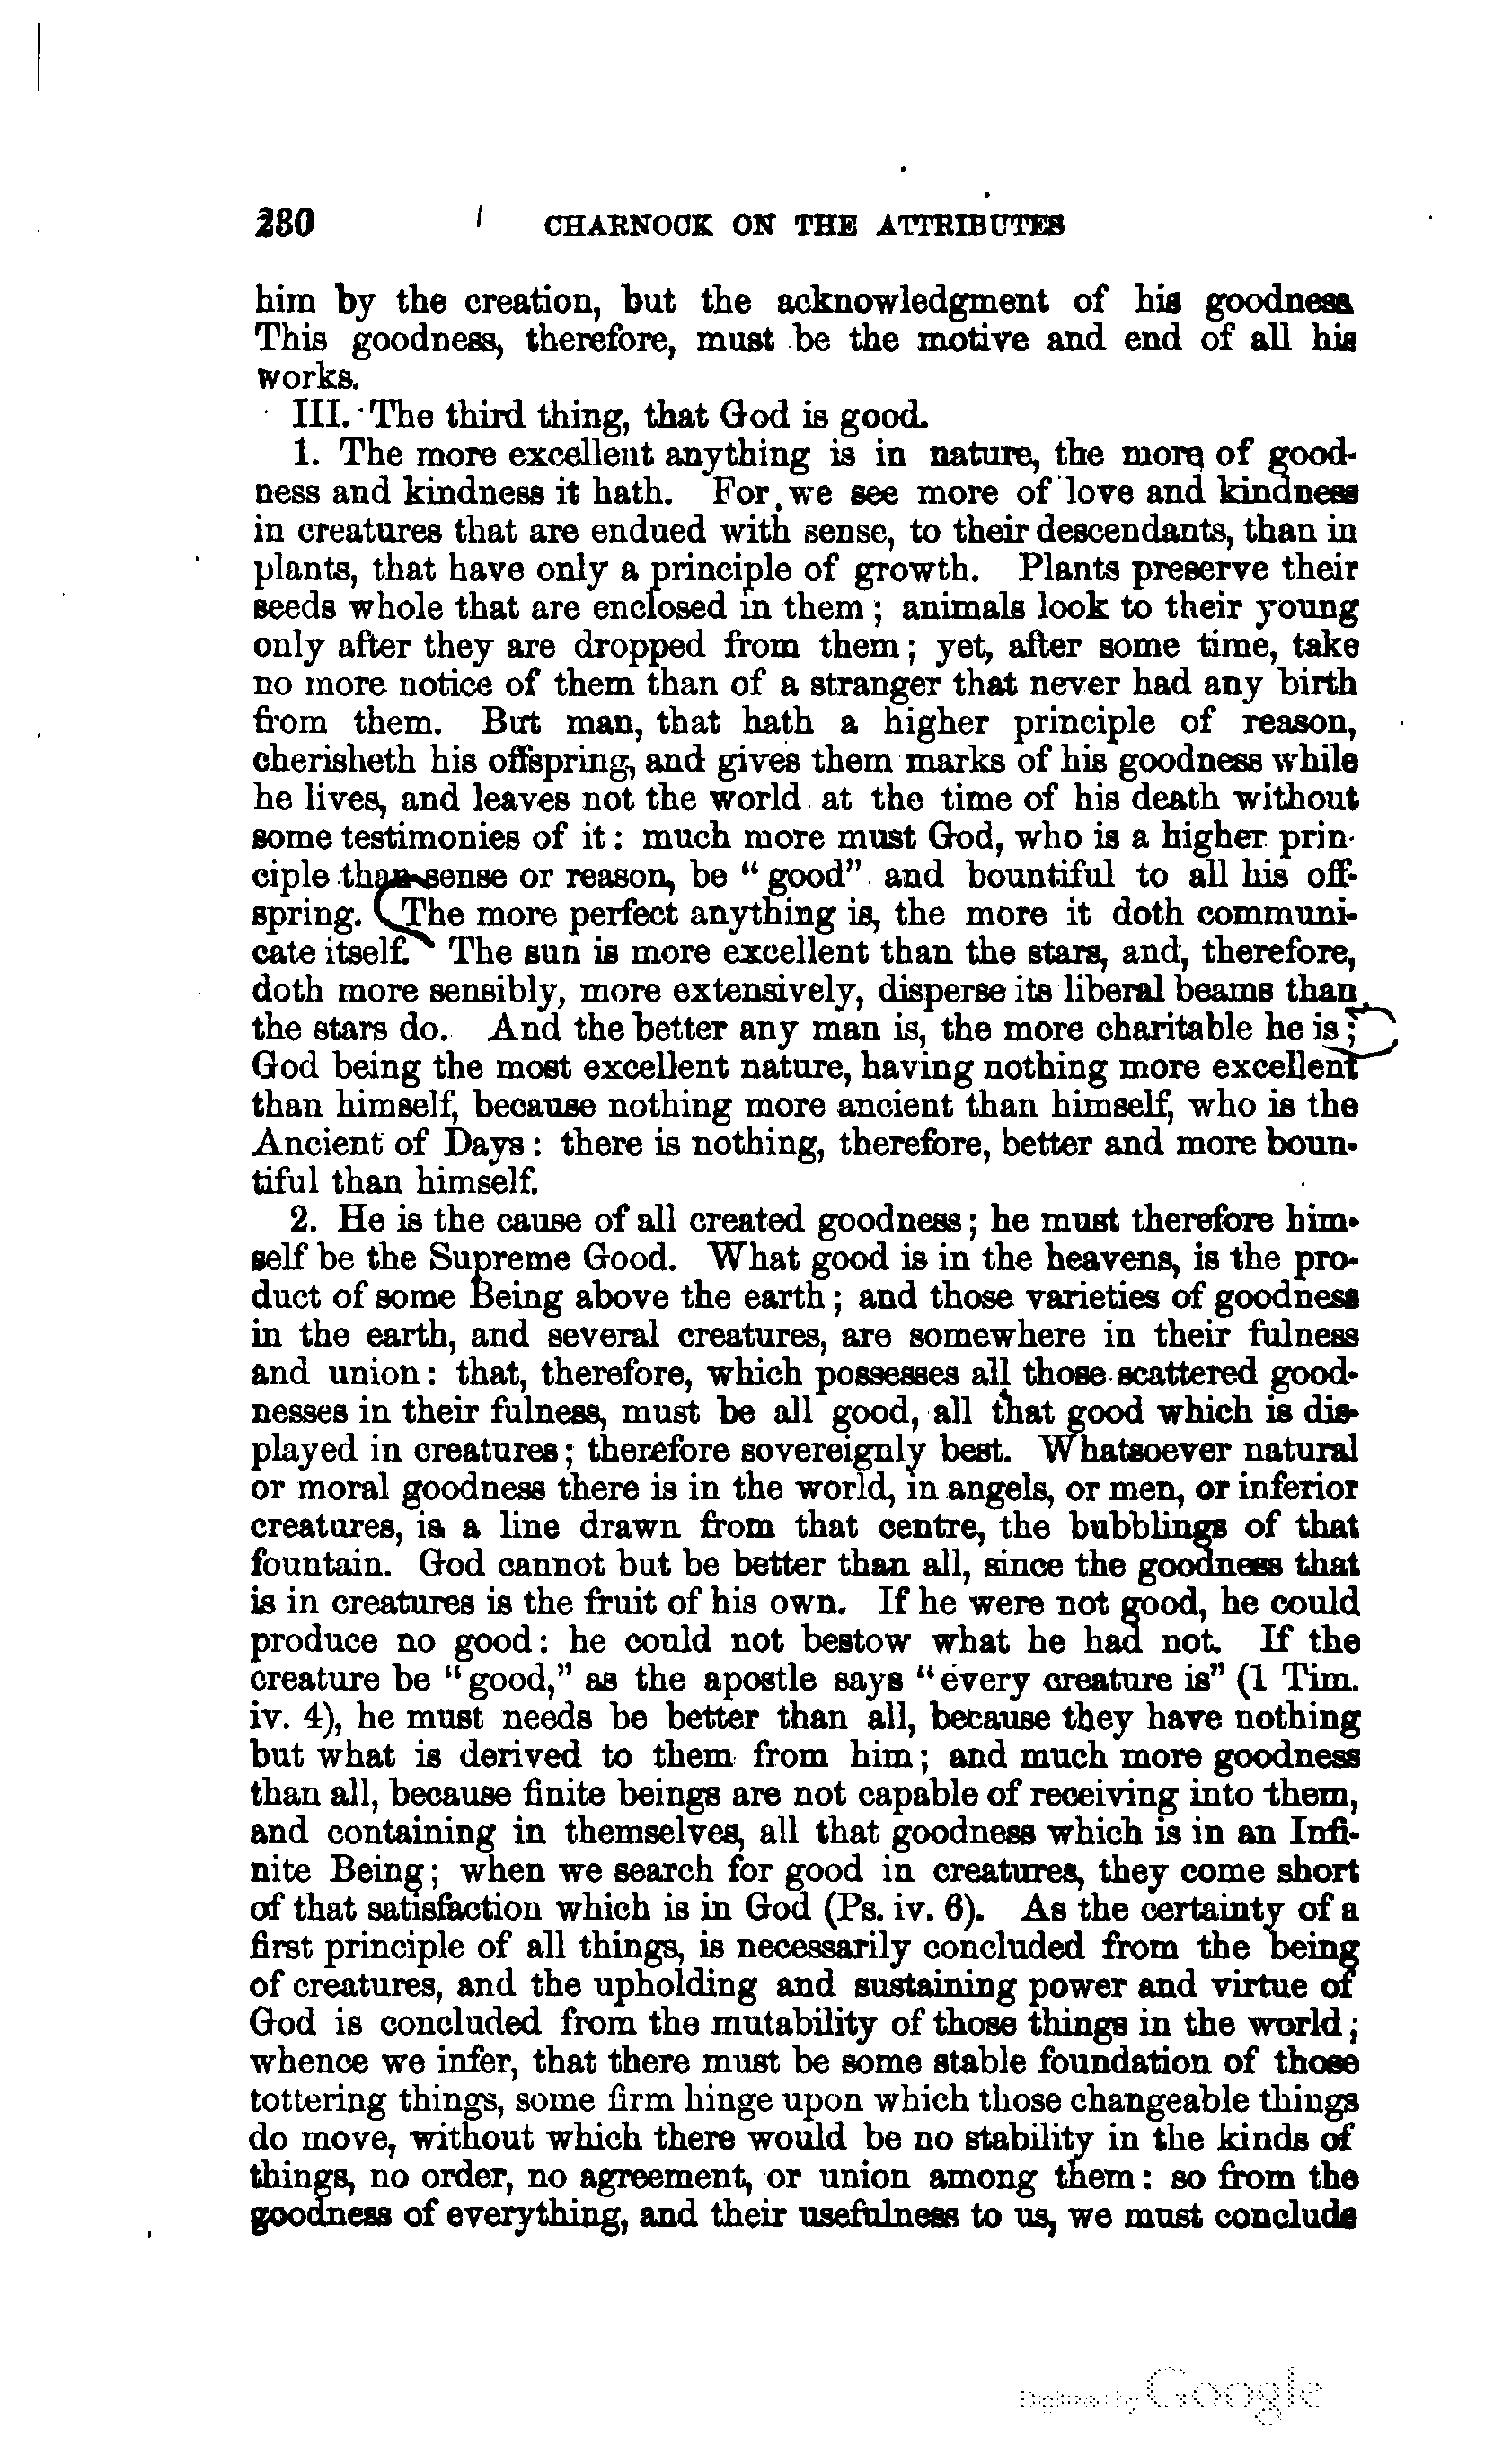 230 CHARNOCK ON THE ATTRIBUTES
him by the creation, but the acknowledgment of his goodness.
This goodness, therefore, must be the motive and end of all his
works.
III. The third thing, that God is good.
1. The more excellent anything is in nature, the more of good-
ness and kindness it hath. For we see more of love and kindness
in creatures that are endued with sense, to their descendants, than in
plants, that have only a principle of growth. Plants preserve their
seeds whole that are enclosed in them; animals look to their young
only after they are dropped from them; yet, after some time, take
no more notice of them than of a stranger that never had any birth
from them. But man, that hath a higher principle of reason,
cherisheth his offspring, and gives them marks of his goodness while
he lives, and leaves not the world at the time of his death without
some testimonies of it: much more must God, who is a higher prin-
ciple than sense or reason, be "good" and bountiful to all his off-
spring. The more perfect anything is, the more it doth communi-
cate itself. The sun is more excellent than the stars, and, therefore,
doth more sensibly, more extensively, disperse its liberal beams than
the stars do. And the better any man is, the more charitable he is;
God being the most excellent nature, having nothing more excellent
than himself, because nothing more ancient than himself, who is the
Ancient of Days: there is nothing, therefore, better and more boun-
tiful than himself.
2. He is the cause of all created goodness; he must therefore him-
self be the Supreme Good. What good is in the heavens, is the pro-
duct of some Being above the earth; and those varieties of goodness
in the earth, and several creatures, are somewhere in their fulness
and union: that, therefore, which possesses all those scattered good-
nesses in their fulness, must be all good, all that good which is dis-
played in creatures; therefore sovereignly best. Whatsoever natural
or moral goodness there is in the world, in angels, or men, or inferior
creatures, is a line drawn from that centre, the bubblings of that
fountain. God cannot but be better than all, since the goodness that
is in creatures is the fruit of his own. If he were not good, he could
produce no good: he could not bestow what he had not. If the
creature be "good," as the apostle says "every creature is" (1 Tim.
iv. 4), he must needs be better than all, because they have nothing
but what is derived to them from him; and much more goodness
than all, because finite beings are not capable of receiving into them,
and containing in themselves, all that goodness which is in an Infi-
nite Being; when we search for good in creatures, they come short
of that satisfaction which is in God (Ps. iv. 6). As the certainty of a
first principle of all things, is necessarily concluded from the being
of creatures, and the upholding and sustaining power and virtue of
God is concluded from the mutability of those things in the world;
whence we infer, that there must be some stable foundation of those
tottering things, some firm hinge upon which those changeable things
do move, without which there would be no stability in the kinds of
things, no order, no agreement, or union among them: so from the
goodness of everything, and their usefulness to us, we must conclude
Digitized by Google